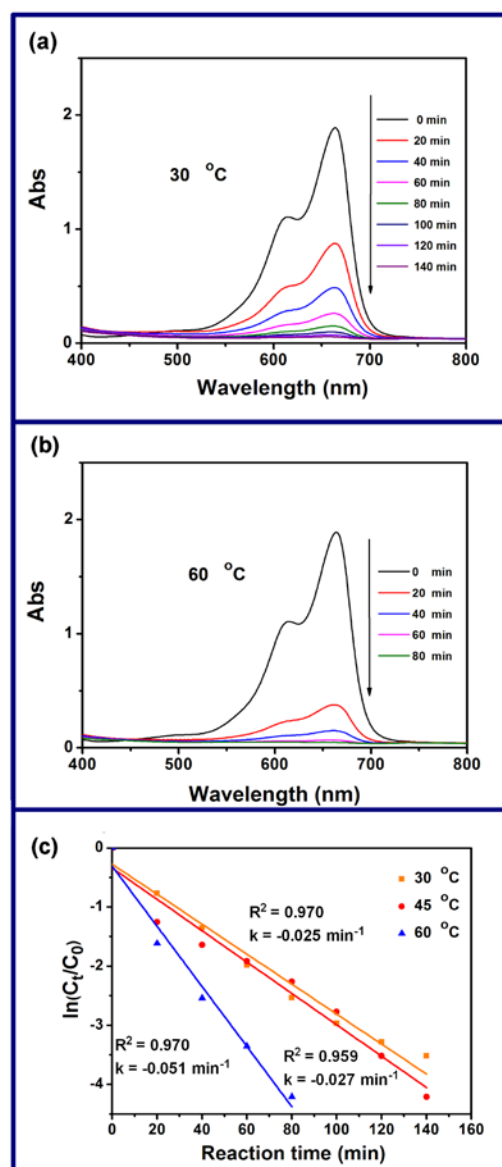 (a)
2
1
0
Abs
30 °C
0 min
20 min
40 min
60 min
80 min
100 min
120 min
140 min
400 500 600 700 800
Wavelength (nm)
(b)
2
1
0
Abs
60 °C
0 min
20 min
40 min
60 min
80 min
400 500 600 700 800
Wavelength (nm)
(c)
0
-1
-2
-3
-4
ln(Cₜ/C₀)
30 °C
45 °C
60 °C
R² = 0.970
k = -0.025 min⁻¹
R² = 0.970
k = -0.051 min⁻¹
R² = 0.959
k = -0.027 min⁻¹
0 20 40 60 80 100 120 140 160
Reaction time (min)